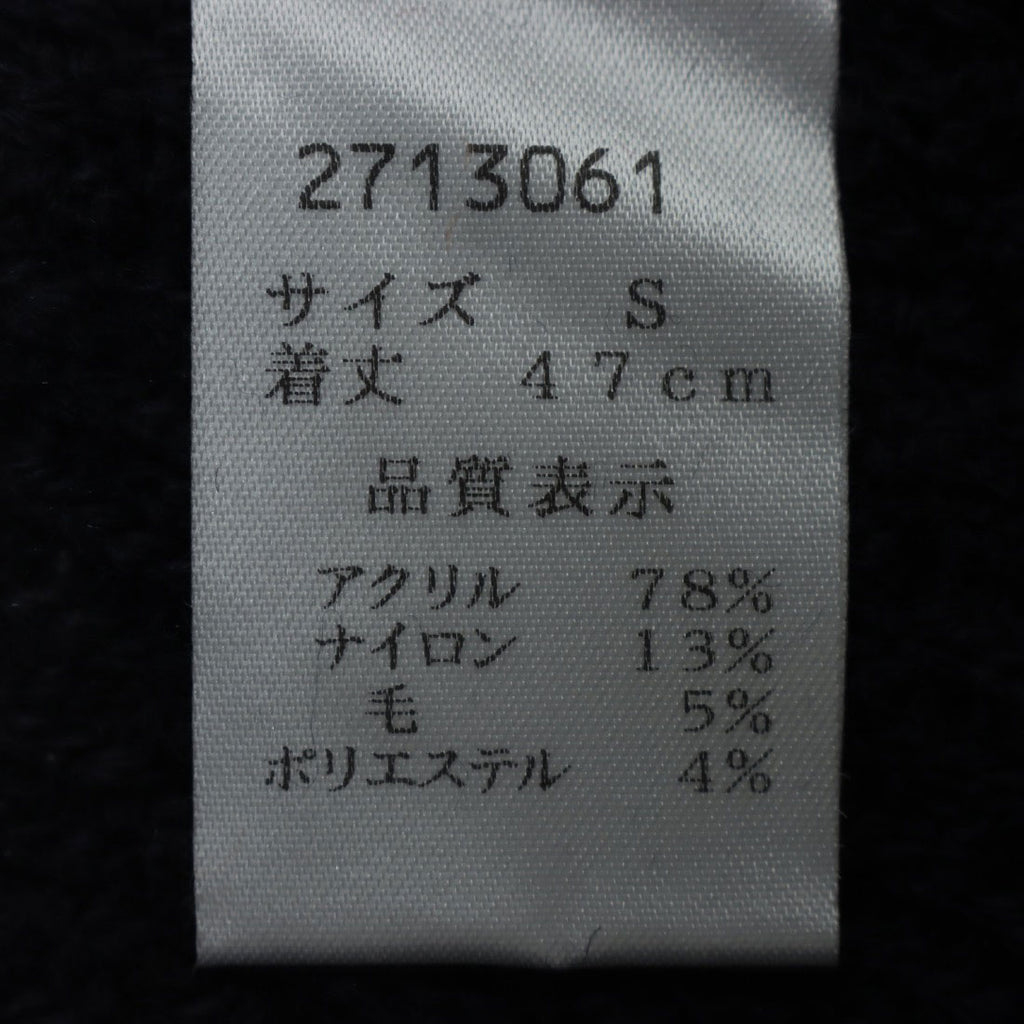 2713061
サイズ S
着丈 47cm
品質表示
アクリル 78%
ナイロン 13%
毛 5%
ポリエステル 4%